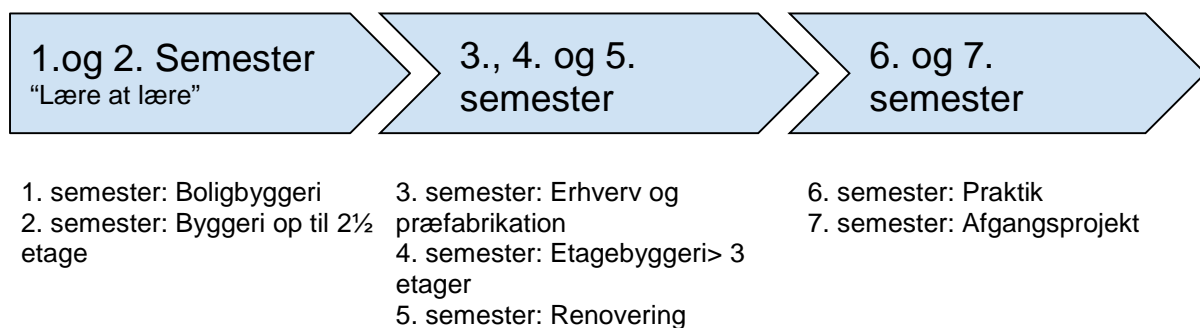 1.og 2. Semester
“Lære at lære”
3., 4. og 5.
semester
6. og 7.
semester
1. semester: Boligbyggeri
2. semester: Byggeri op til 2½
etage
3. semester: Erhverv og
præfabrikation
4. semester: Etagebyggeri> 3
etager
5. semester: Renovering
6. semester: Praktik
7. semester: Afgangsprojekt